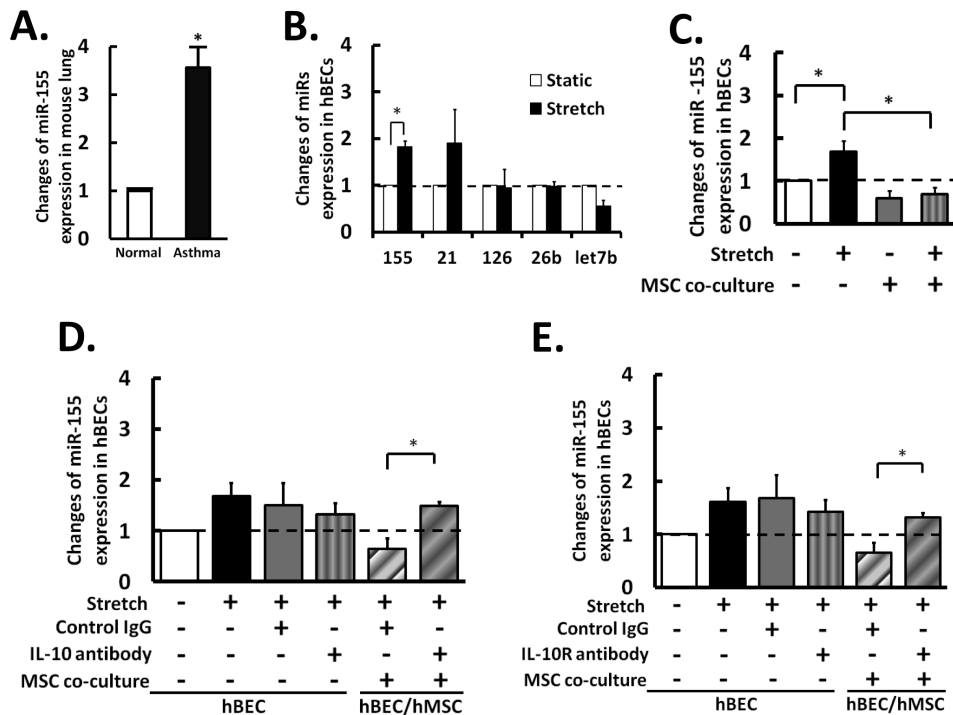 A.
Changes of miR-155
expression in mouse lung
4
3
2
1
0
*
Normal
Asthma
B.
Changes of miRs
expression in hBECs
4
3
2
1
0
Static
Stretch
*
155
21
126
26b
let7b
C.
Changes of miR -155
expression in hBECs
4
3
2
1
0
*
*
Stretch - + - +
MSC co-culture - - + +
D.
Changes of miR-155
expression in hBECs
4
3
2
1
0
*
Stretch - + + + + +
Control IgG - - + - + -
IL-10 antibody - - - + - +
MSC co-culture - - - - + +
hBEC
hBEC/hMSC
E.
Changes of miR-155
expression in hBECs
4
3
2
1
0
*
Stretch - + + + + +
Control IgG - - + - + -
IL-10R antibody - - - + - +
MSC co-culture - - - - + +
hBEC
hBEC/hMSC